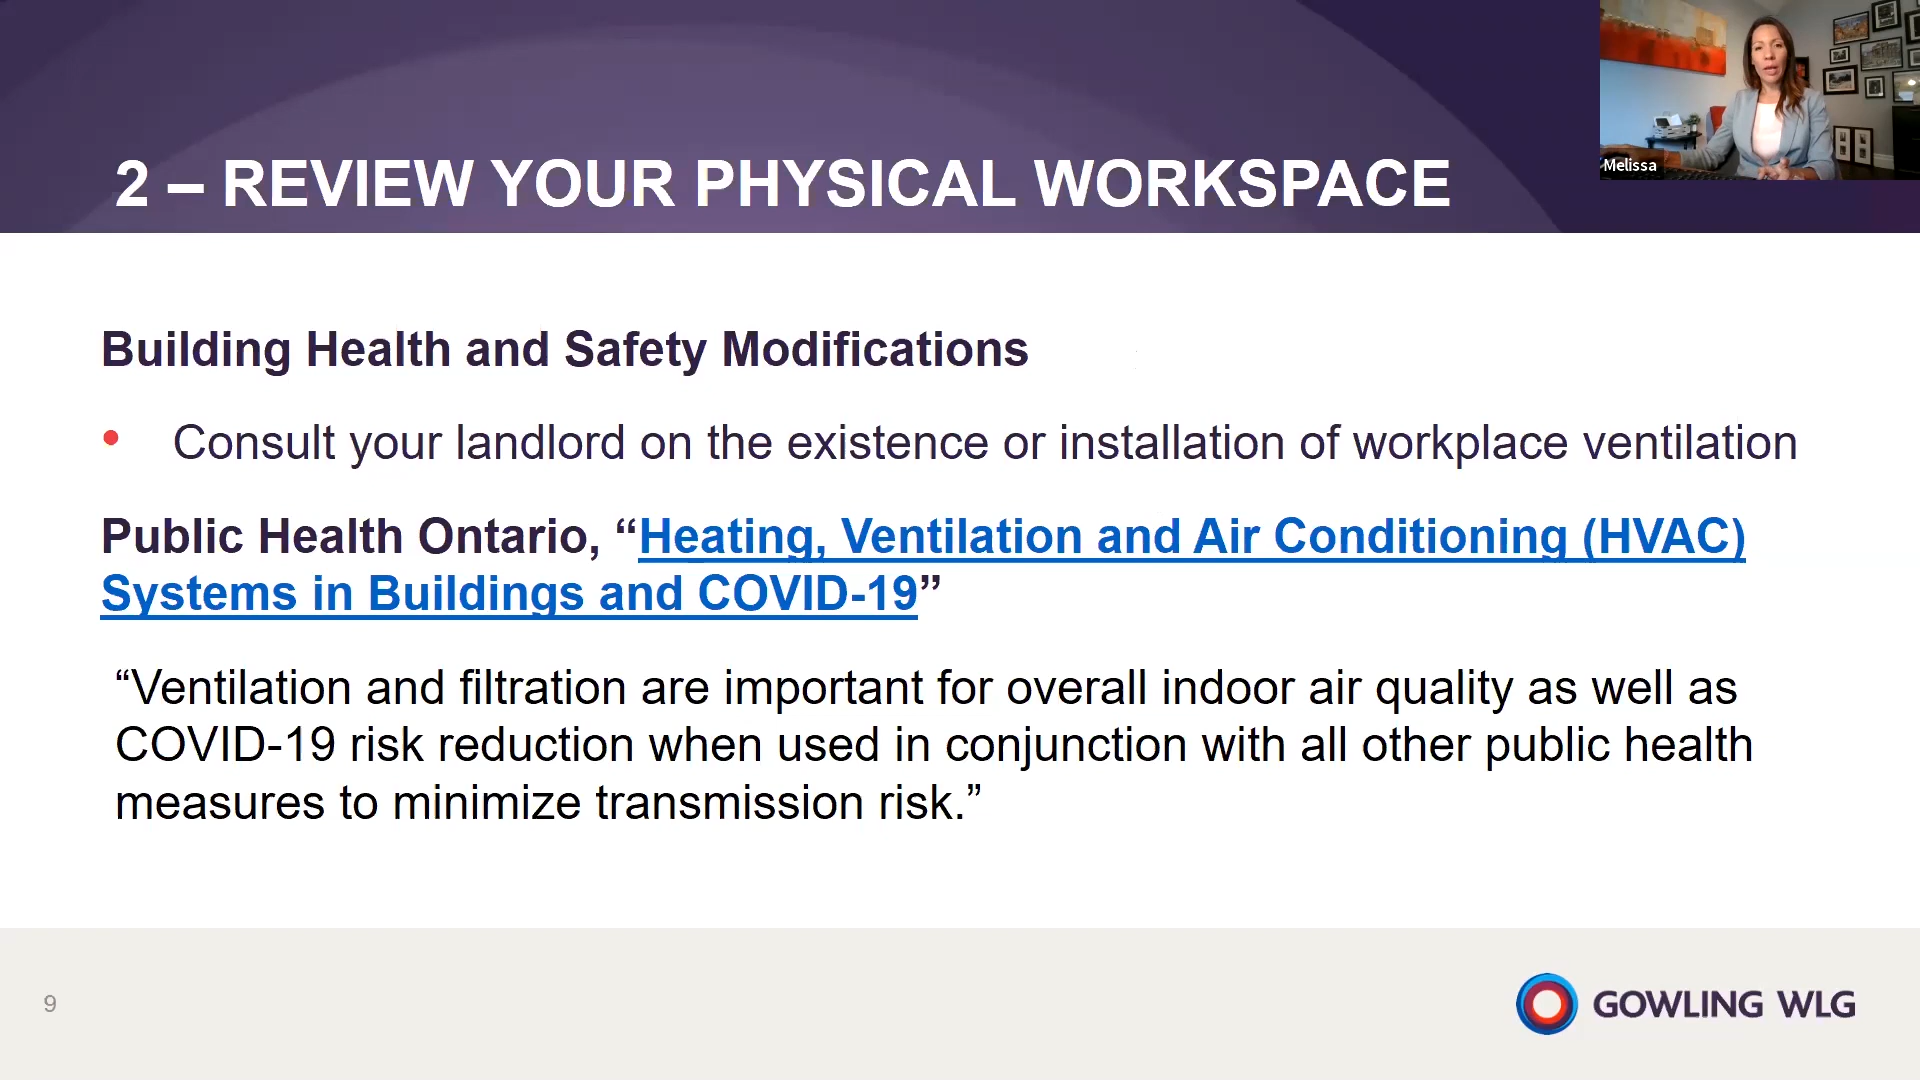 2 – REVIEW YOUR PHYSICAL WORKSPACE
Melissa
Building Health and Safety Modifications
• Consult your landlord on the existence or installation of workplace ventilation
Public Health Ontario, “Heating, Ventilation and Air Conditioning (HVAC)
Systems in Buildings and COVID-19”
“Ventilation and filtration are important for overall indoor air quality as well as
COVID-19 risk reduction when used in conjunction with all other public health
measures to minimize transmission risk.”
9
GOWLING WLG